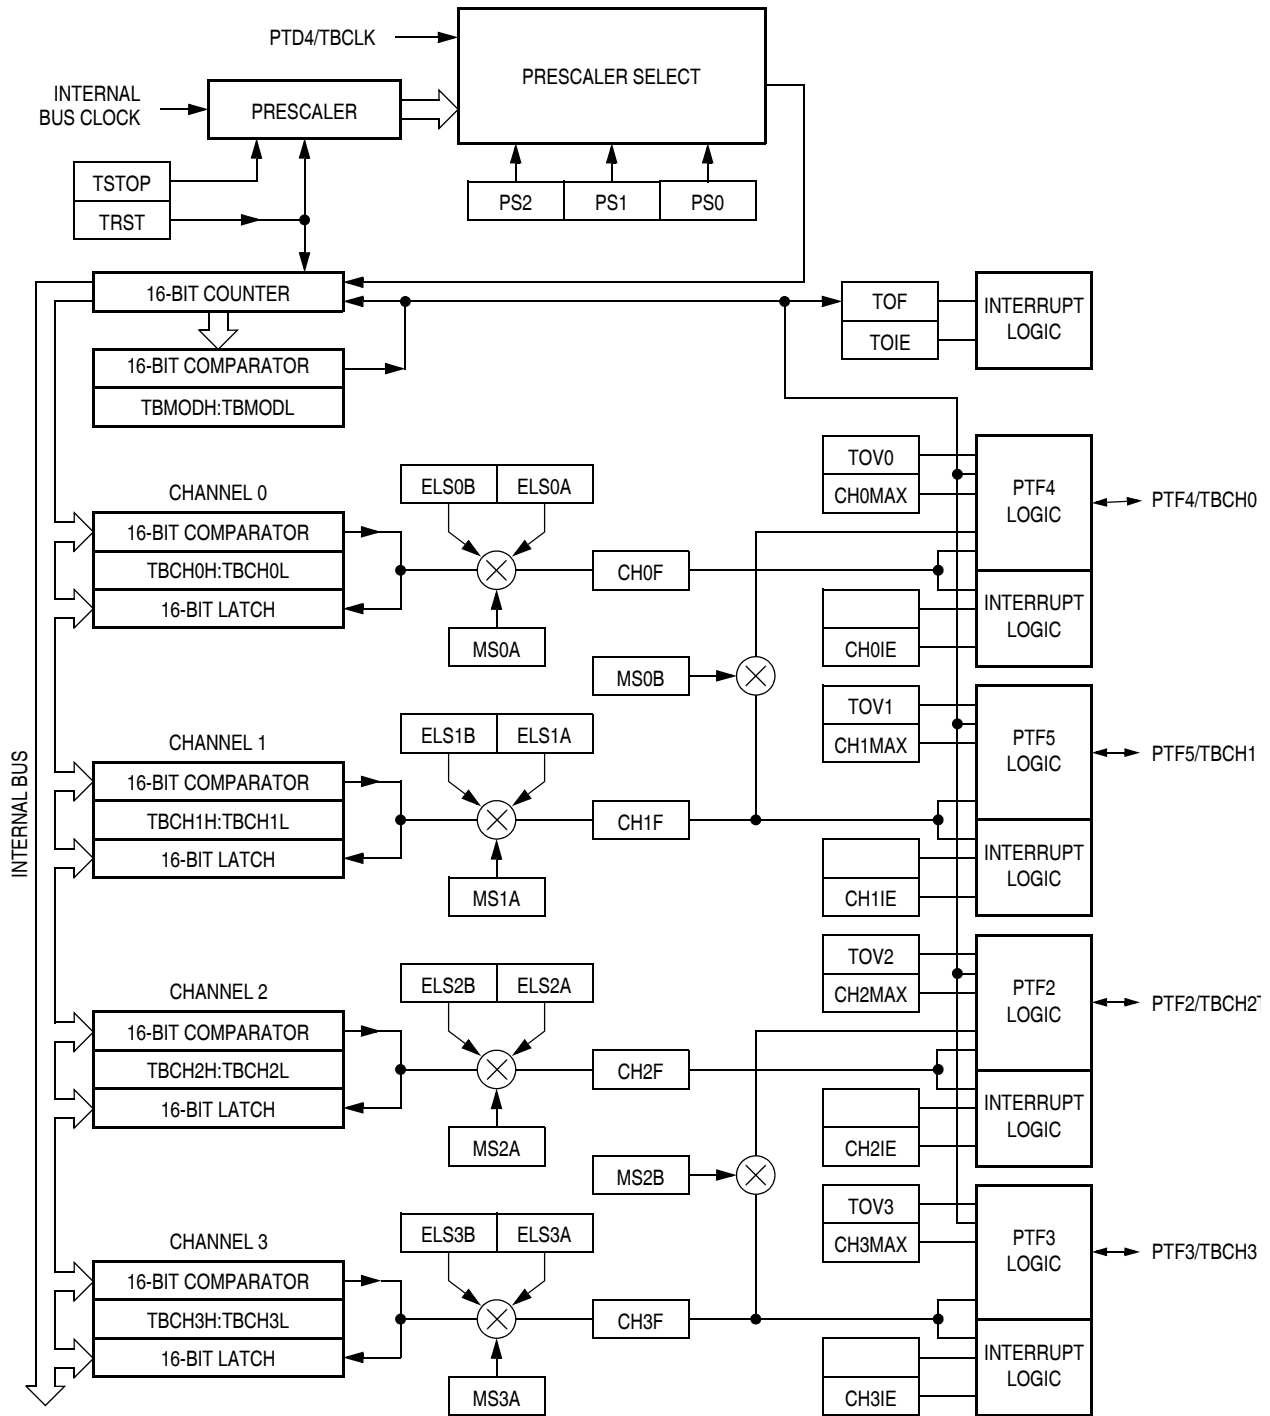 PTD4/TBCLK
PRESCALER SELECT
INTERNAL
BUS CLOCK
PRESCALER
TSTOP
TRST
PS2
PS1
PS0
16-BIT COUNTER
16-BIT COMPARATOR
TBMODH:TBMODL
TOF
TOIE
INTERRUPT
LOGIC
INTERNAL BUS
CHANNEL 0
16-BIT COMPARATOR
TBCH0H:TBCH0L
16-BIT LATCH
ELS0B
ELS0A
MS0A
CH0F
MS0B
TOV0
CH0MAX
PTF4
LOGIC
PTF4/TBCH0
CH0IE
INTERRUPT
LOGIC
CHANNEL 1
16-BIT COMPARATOR
TBCH1H:TBCH1L
16-BIT LATCH
ELS1B
ELS1A
MS1A
CH1F
TOV1
CH1MAX
PTF5
LOGIC
PTF5/TBCH1
CH1IE
INTERRUPT
LOGIC
CHANNEL 2
16-BIT COMPARATOR
TBCH2H:TBCH2L
16-BIT LATCH
ELS2B
ELS2A
MS2A
CH2F
MS2B
TOV2
CH2MAX
PTF2
LOGIC
PTF2/TBCH2T
CH2IE
INTERRUPT
LOGIC
CHANNEL 3
16-BIT COMPARATOR
TBCH3H:TBCH3L
16-BIT LATCH
ELS3B
ELS3A
MS3A
CH3F
TOV3
CH3MAX
PTF3
LOGIC
PTF3/TBCH3
CH3IE
INTERRUPT
LOGIC